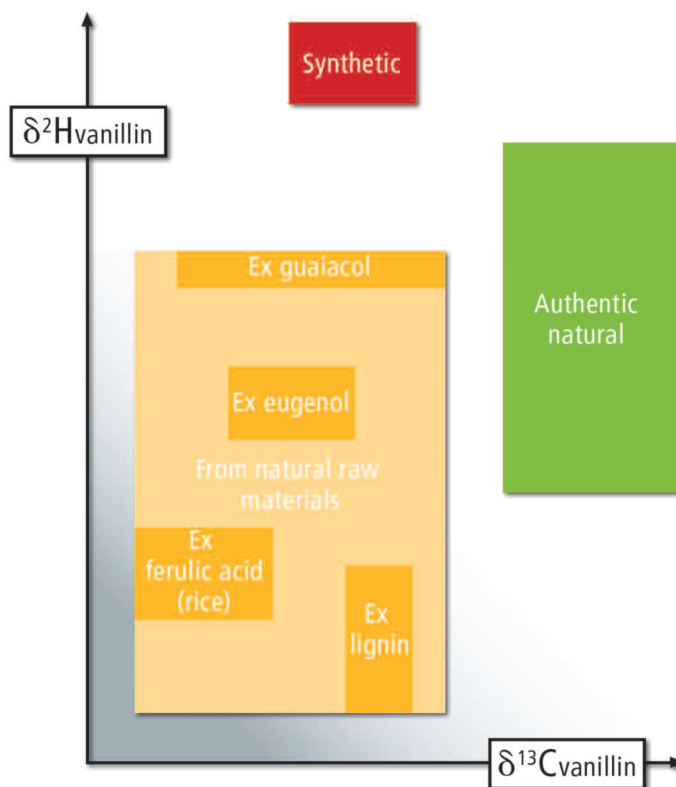 Synthetic
δ²Hvanillin
Ex guaiacol
Authentic
natural
Ex eugenol
From natural raw
materials
Ex
ferulic acid
(rice)
Ex
lignin
δ¹³Cvanillin